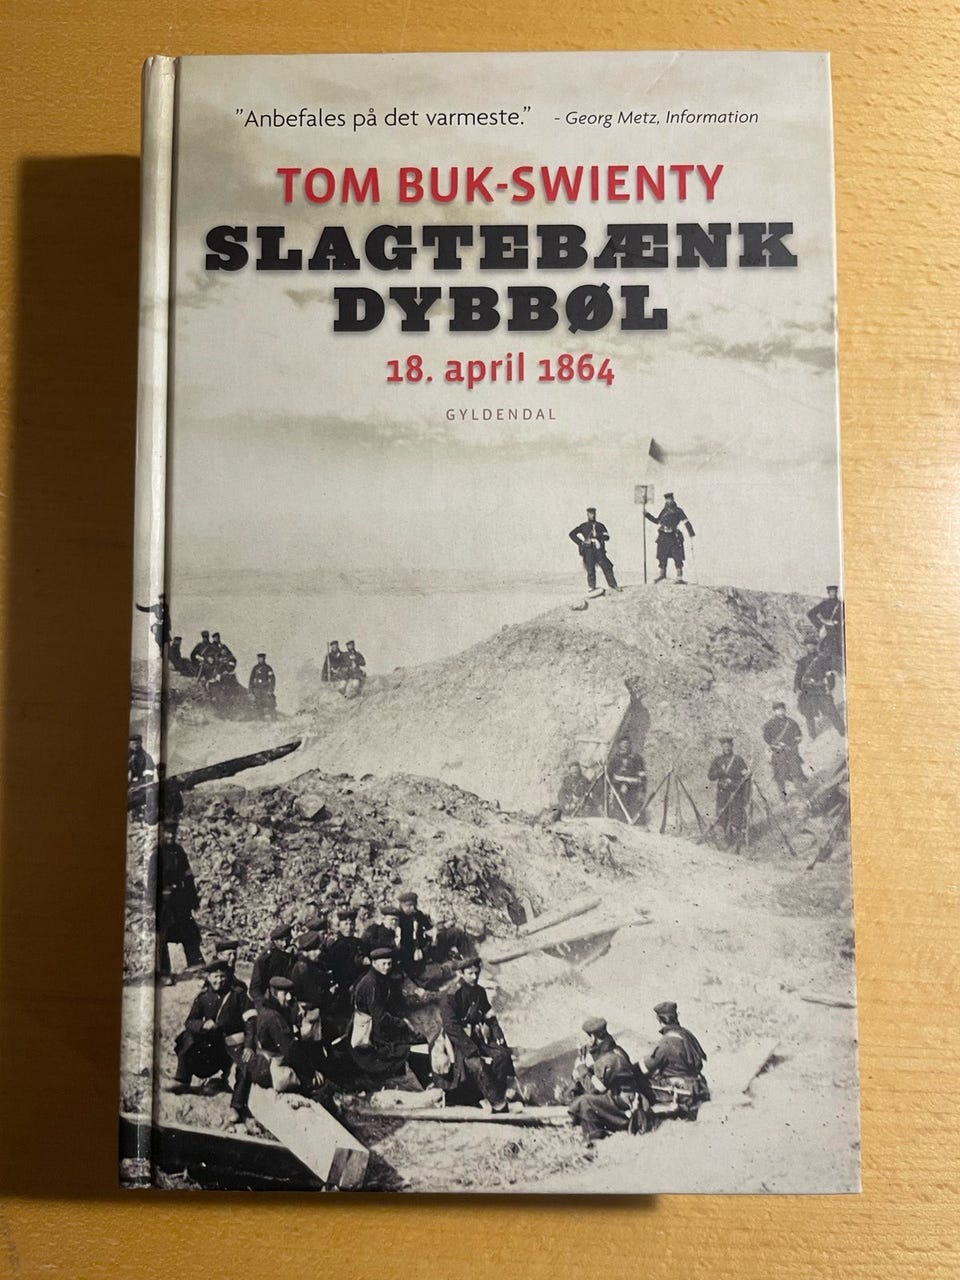 ”Anbefales på det varmeste.” - Georg Metz, Information
TOM BUK-SWIENTY
SLAGTEBÆNK
DYBBØL
18. april 1864
GYLDENDAL